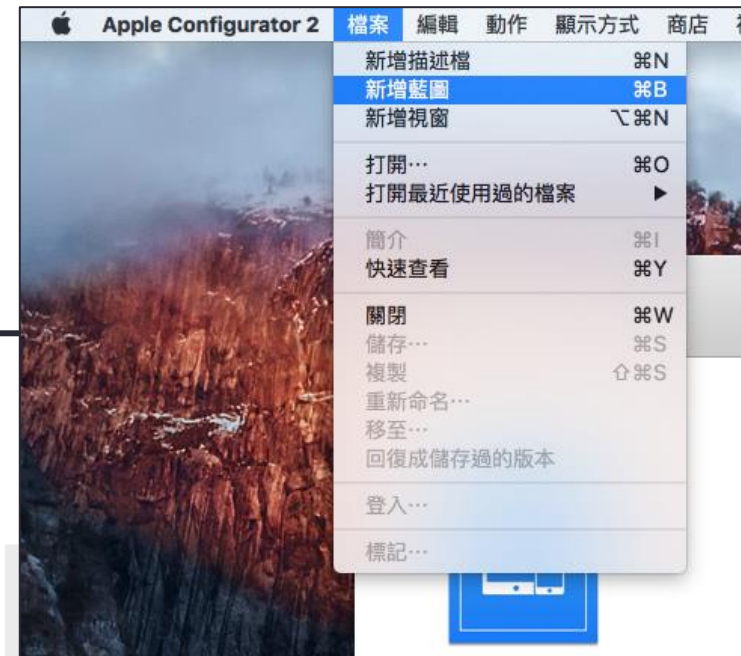 Apple Configurator 2 檔案 編輯 動作 顯示方式 商店
新增描述檔 ⌘N
新增藍圖 ⌘B
新增視窗 ⌥⌘N
打開… ⌘O
打開最近使用過的檔案 ▶
簡介 ⌘I
快速查看 ⌘Y
關閉 ⌘W
儲存… ⌘S
複製 ⇧⌘S
重新命名…
移至…
回復成儲存過的版本
登入…
標記…